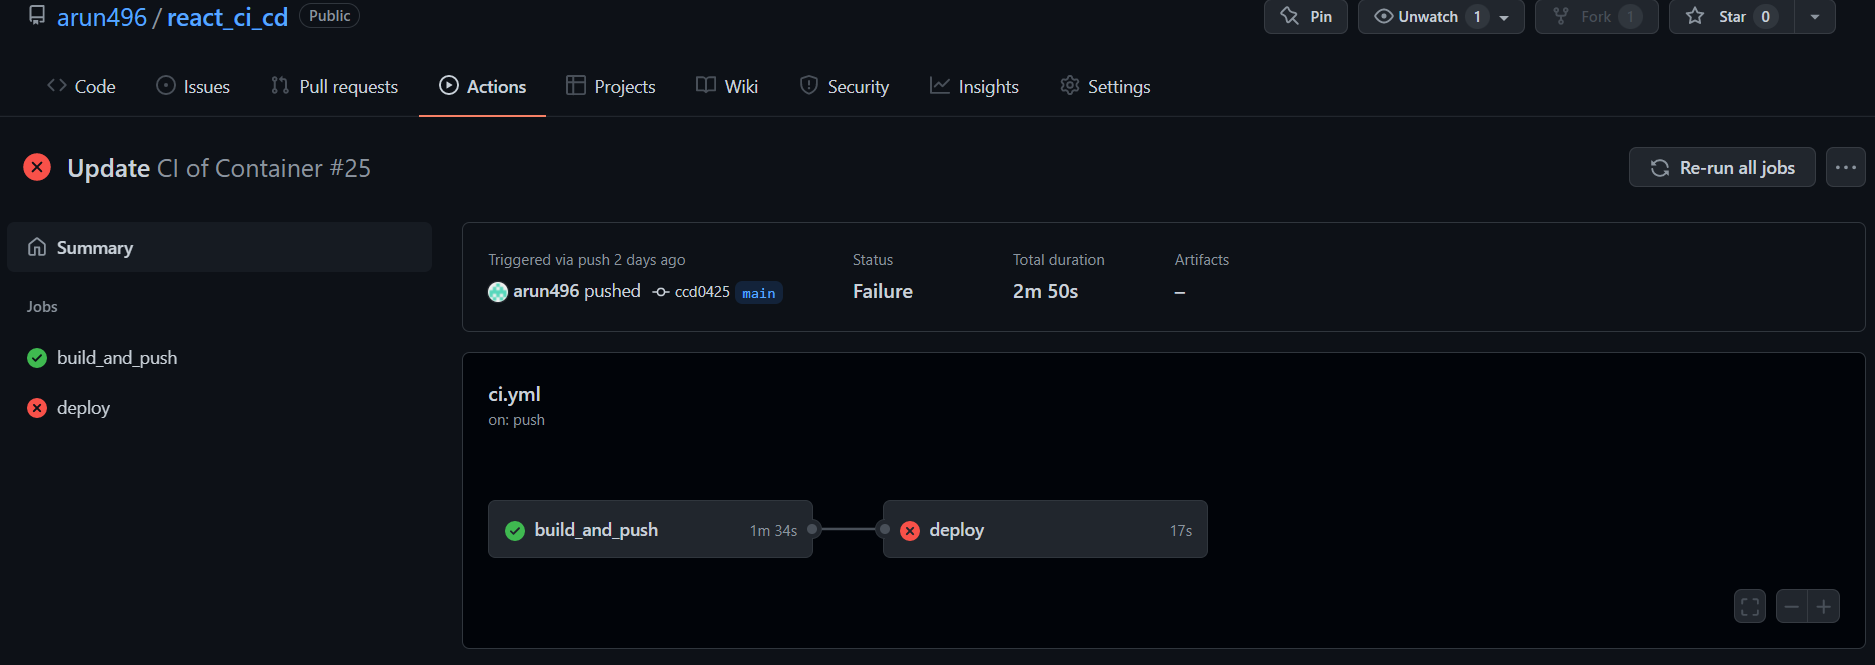 arun496 / react_ci_cd Public Pin Unwatch 1 Fork 1 Star 0
Code Issues Pull requests Actions Projects Wiki Security Insights Settings
Update CI of Container #25 Re-run all jobs
Summary
Jobs
build_and_push
deploy
Triggered via push 2 days ago
arun496 pushed ccd0425 main
Status
Failure
Total duration
2m 50s
Artifacts
–
ci.yml
on: push
build_and_push 1m 34s
deploy 17s